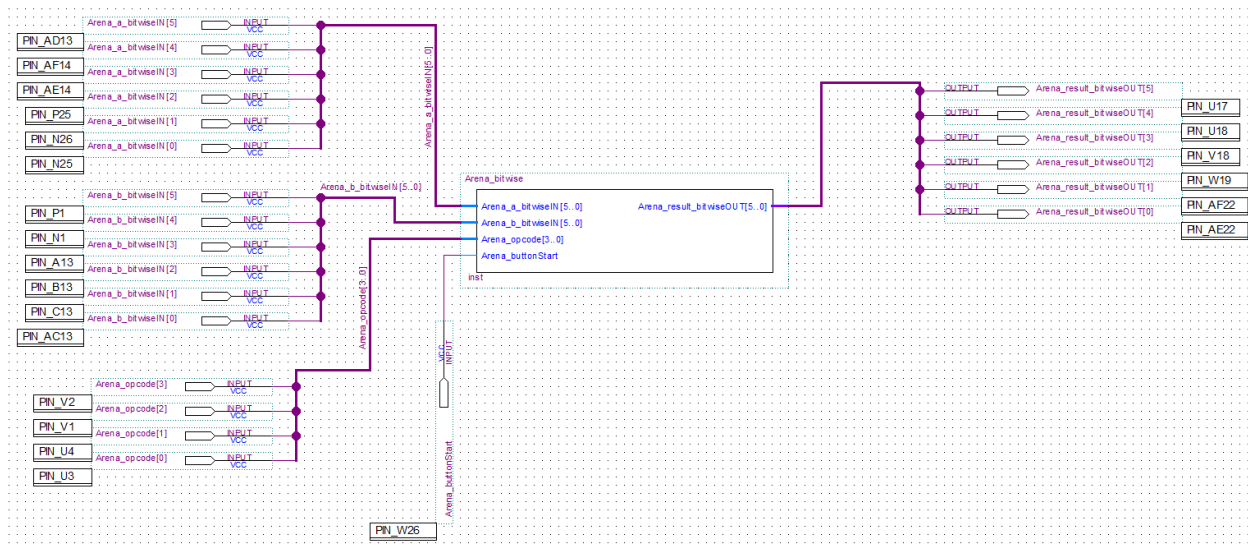 Arena_a_bitwiseIN[5] INPUT VCC
PIN_AD13
Arena_a_bitwiseIN[4] INPUT VCC
PIN_AF14
Arena_a_bitwiseIN[3] INPUT VCC
PIN_AE14
Arena_a_bitwiseIN[2] INPUT VCC
PIN_P25
Arena_a_bitwiseIN[1] INPUT VCC
PIN_N26
Arena_a_bitwiseIN[0] INPUT VCC
PIN_N25
Arena_a_bitwiseIN[5..0]
Arena_b_bitwiseIN[5..0]
Arena_b_bitwiseIN[5] INPUT VCC
PIN_P1
Arena_b_bitwiseIN[4] INPUT VCC
PIN_N1
Arena_b_bitwiseIN[3] INPUT VCC
PIN_A13
Arena_b_bitwiseIN[2] INPUT VCC
PIN_B13
Arena_b_bitwiseIN[1] INPUT VCC
PIN_C13
Arena_b_bitwiseIN[0] INPUT VCC
PIN_AC13
Arena_opcode[3..0]
Arena_opcode[3] INPUT VCC
PIN_V2
Arena_opcode[2] INPUT VCC
PIN_V1
Arena_opcode[1] INPUT VCC
PIN_U4
Arena_opcode[0] INPUT VCC
PIN_U3
Arena_bitwise
Arena_a_bitwiseIN[5..0] Arena_result_bitwiseOUT[5..0]
Arena_b_bitwiseIN[5..0]
Arena_opcode[3..0]
Arena_buttonStart
inst
VCC
INPUT
Arena_buttonStart
PIN_W26
OUTPUT Arena_result_bitwiseOUT[5]
PIN_U17
OUTPUT Arena_result_bitwiseOUT[4]
PIN_U18
OUTPUT Arena_result_bitwiseOUT[3]
PIN_V18
OUTPUT Arena_result_bitwiseOUT[2]
PIN_W19
OUTPUT Arena_result_bitwiseOUT[1]
PIN_AF22
OUTPUT Arena_result_bitwiseOUT[0]
PIN_AE22